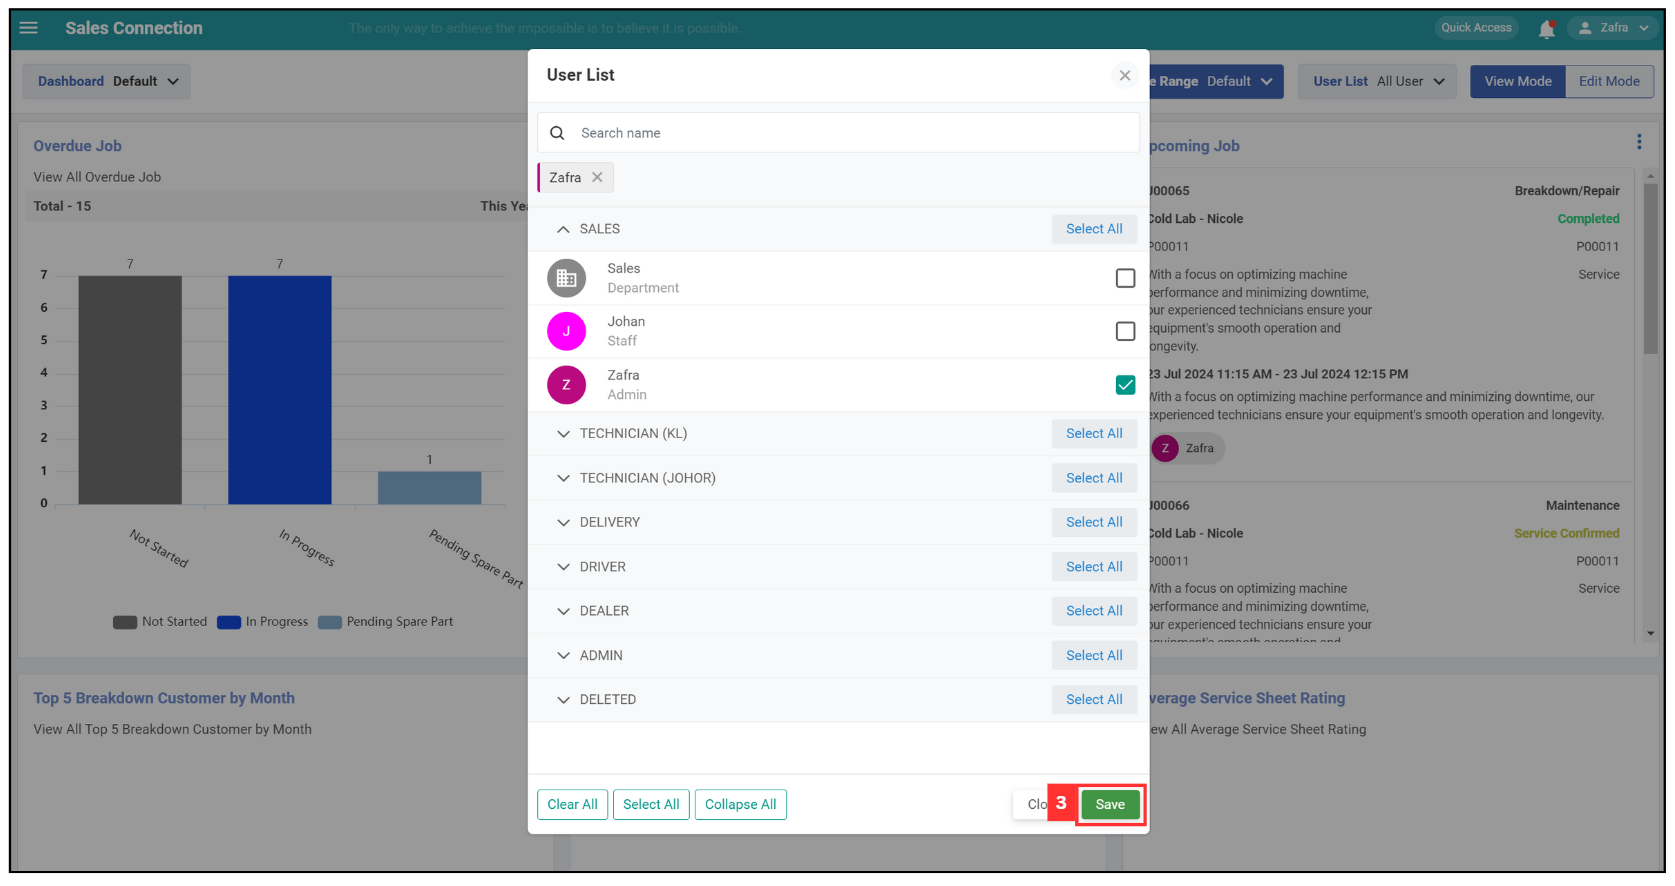 Sales Connection
The only way to achieve the impossible is to believe it is possible.
Quick Access
Zafra
Dashboard Default
e Range Default
User List All User
View Mode
Edit Mode
Overdue Job
View All Overdue Job
Total - 15
This Yea
7
6
5
4
3
2
1
0
7
7
1
Not Started
In Progress
Pending Spare Part
Not Started
In Progress
Pending Spare Part
User List
Search name
Zafra
SALES
Select All
Sales
Department
Johan
Staff
J
Zafra
Admin
Z
TECHNICIAN (KL)
Select All
TECHNICIAN (JOHOR)
Select All
DELIVERY
Select All
DRIVER
Select All
DEALER
Select All
ADMIN
Select All
DELETED
Select All
Clear All
Select All
Collapse All
Clo
3
Save
pcoming Job
J00065
Breakdown/Repair
Cold Lab - Nicole
Completed
P00011
P00011
With a focus on optimizing machine
Service
performance and minimizing downtime,
our experienced technicians ensure your
equipment's smooth operation and
longevity.
23 Jul 2024 11:15 AM - 23 Jul 2024 12:15 PM
With a focus on optimizing machine performance and minimizing downtime, our
experienced technicians ensure your equipment's smooth operation and longevity.
Z Zafra
J00066
Maintenance
Cold Lab - Nicole
Service Confirmed
P00011
P00011
With a focus on optimizing machine
Service
performance and minimizing downtime,
our experienced technicians ensure your
equipment's smooth operation and
Top 5 Breakdown Customer by Month
View All Top 5 Breakdown Customer by Month
verage Service Sheet Rating
ew All Average Service Sheet Rating